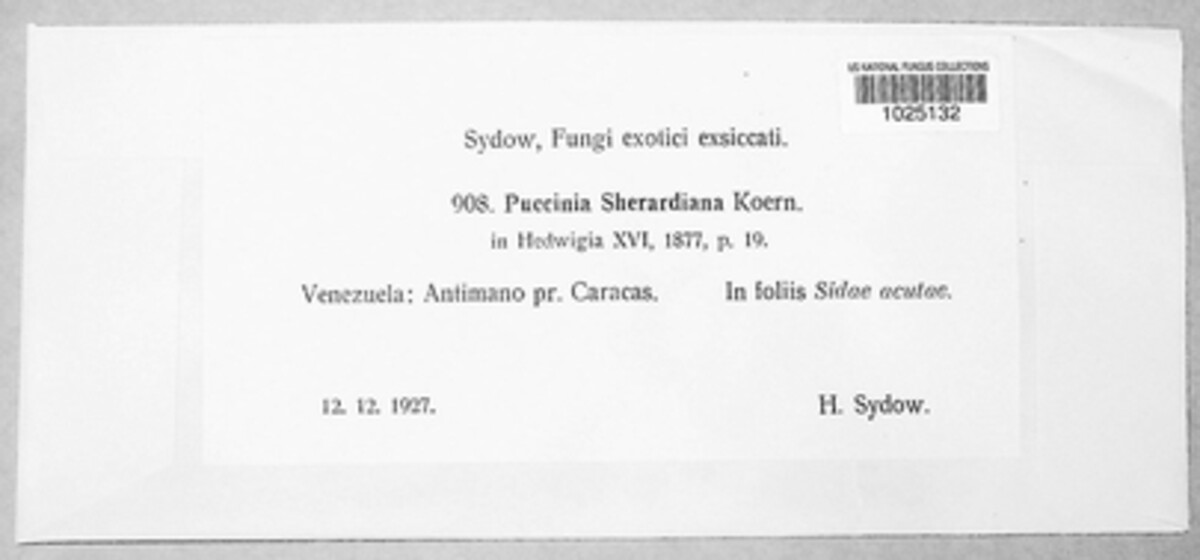 US NATIONAL FUNGUS COLLECTIONS
1025132
Sydow, Fungi exotici exsiccati.
908. Puccinia Sherardiana Koern.
in Hedwigia XVI, 1877, p. 19.
Venezuela: Antimano pr. Caracas. In foliis Sidae acutae.
12. 12. 1927. H. Sydow.